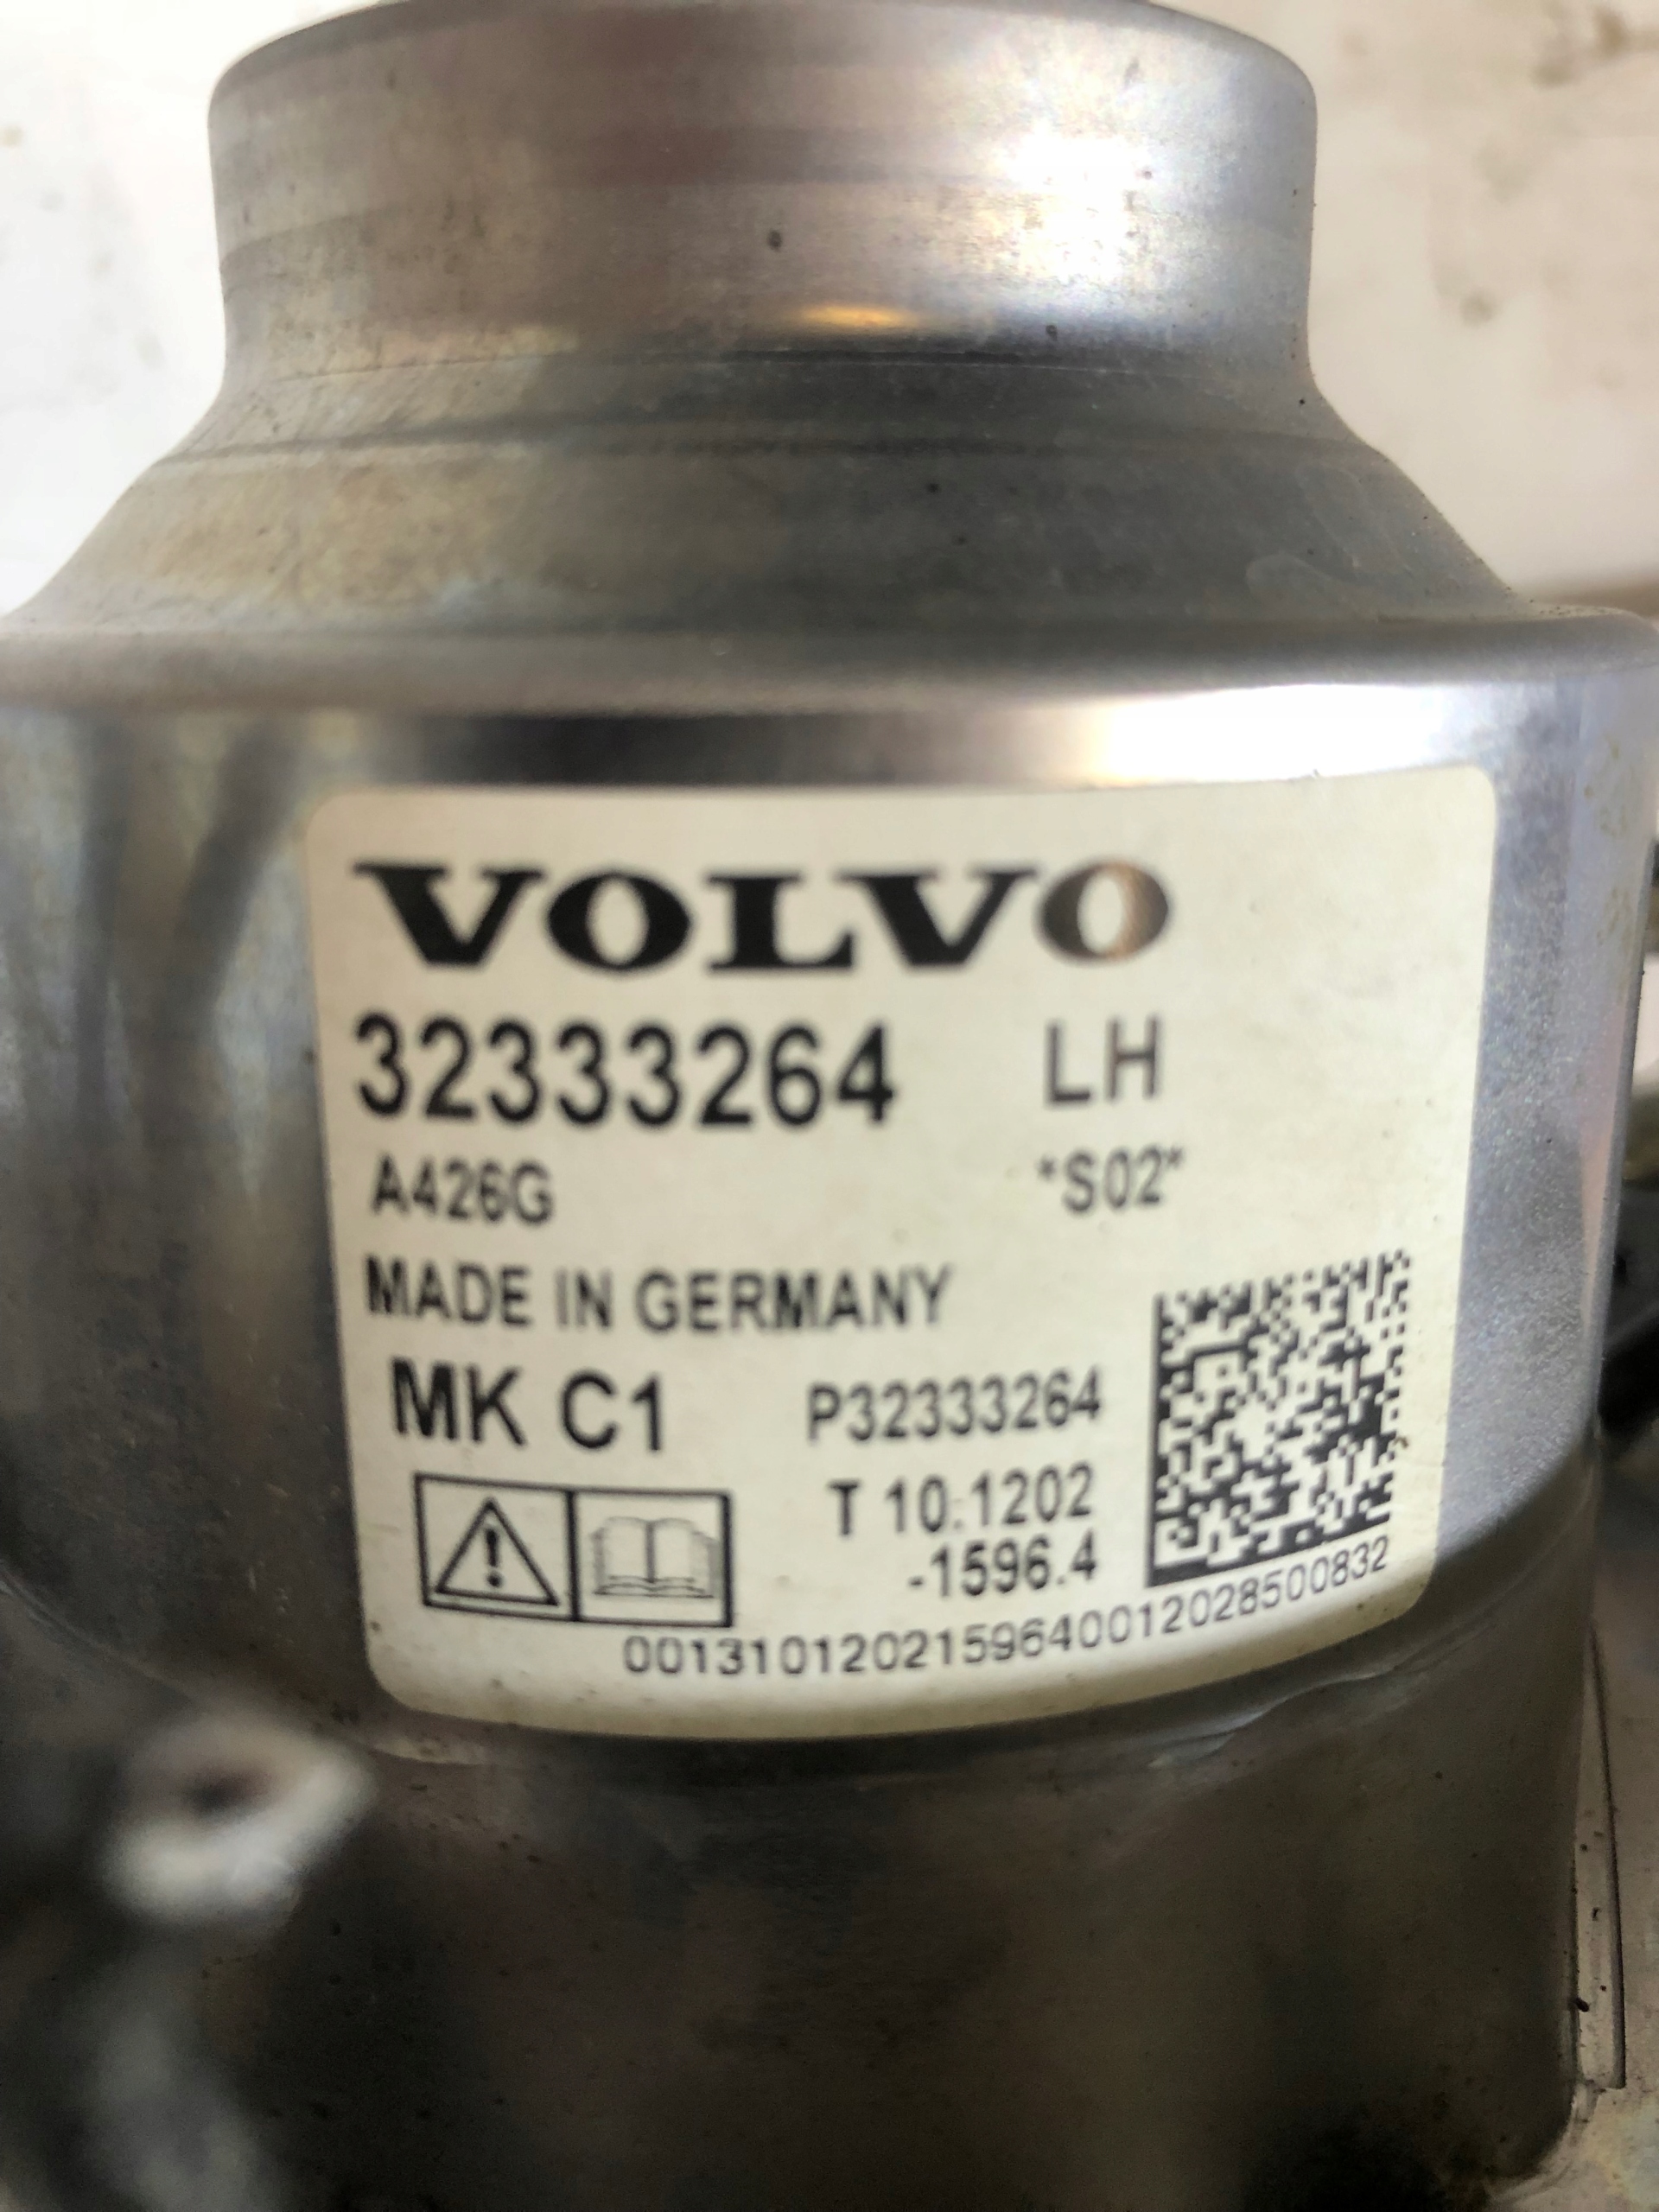 VOLVO
32333264 LH
A426G *S02*
MADE IN GERMANY
MK C1 P32333264
T 10.1202
-1596.4
0013101202159640012028500832